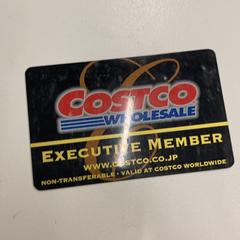 COSTCO
WHOLESALE
EXECUTIVE MEMBER
WWW.COSTCO.CO.JP
NON-TRANSFERABLE • VALID AT COSTCO WORLDWIDE